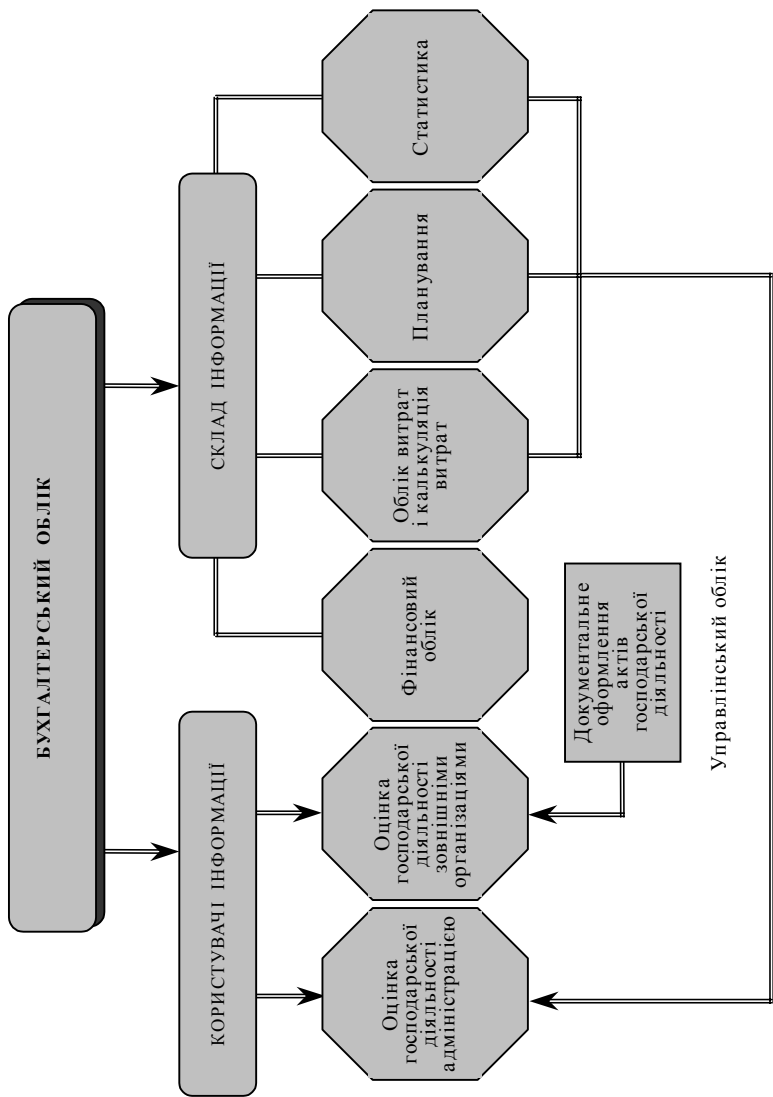 БУХГАЛТЕРСЬКИЙ ОБЛІК
КОРИСТУВАЧІ ІНФОРМАЦІЇ
СКЛАД ІНФОРМАЦІЇ
Оцінка
господарської
діяльності
адміністрацією
Оцінка
господарської
діяльності
зовнішніми
організаціями
Фінансовий
облік
Облік витрат
і калькуляція
витрат
Планування
Статистика
Документальне
оформлення
актів
господарської
діяльності
Управлінський облік